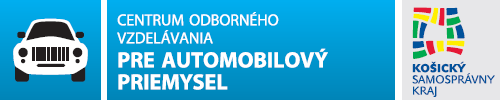 CENTRUM ODBORNÉHO
VZDELÁVANIA
PRE AUTOMOBILOVÝ
PRIEMYSEL
KOŠICKÝ
SAMOSPRÁVNY
KRAJ